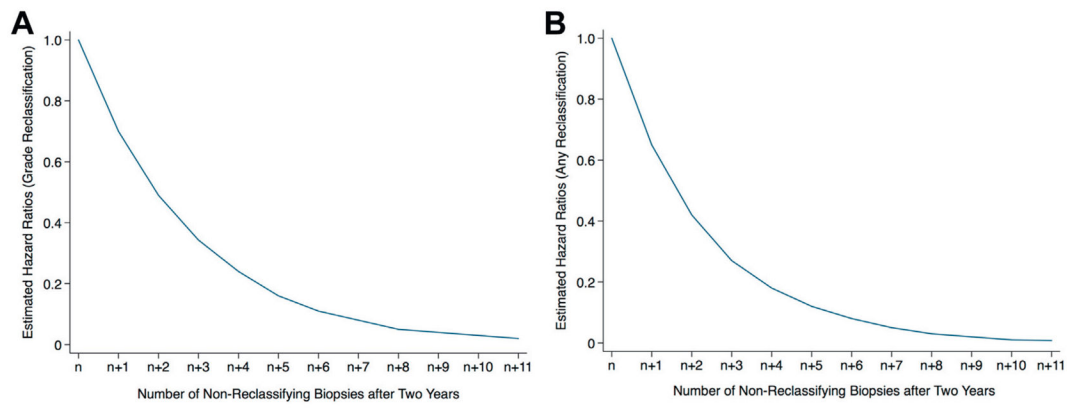 A
Estimated Hazard Ratios (Grade Reclassification)
1.0
0.8
0.6
0.4
0.2
0
n n+1 n+2 n+3 n+4 n+5 n+6 n+7 n+8 n+9 n+10 n+11
Number of Non-Reclassifying Biopsies after Two Years
B
Estimated Hazard Ratios (Any Reclassification)
1.0
0.8
0.6
0.4
0.2
0
n n+1 n+2 n+3 n+4 n+5 n+6 n+7 n+8 n+9 n+10 n+11
Number of Non-Reclassifying Biopsies after Two Years